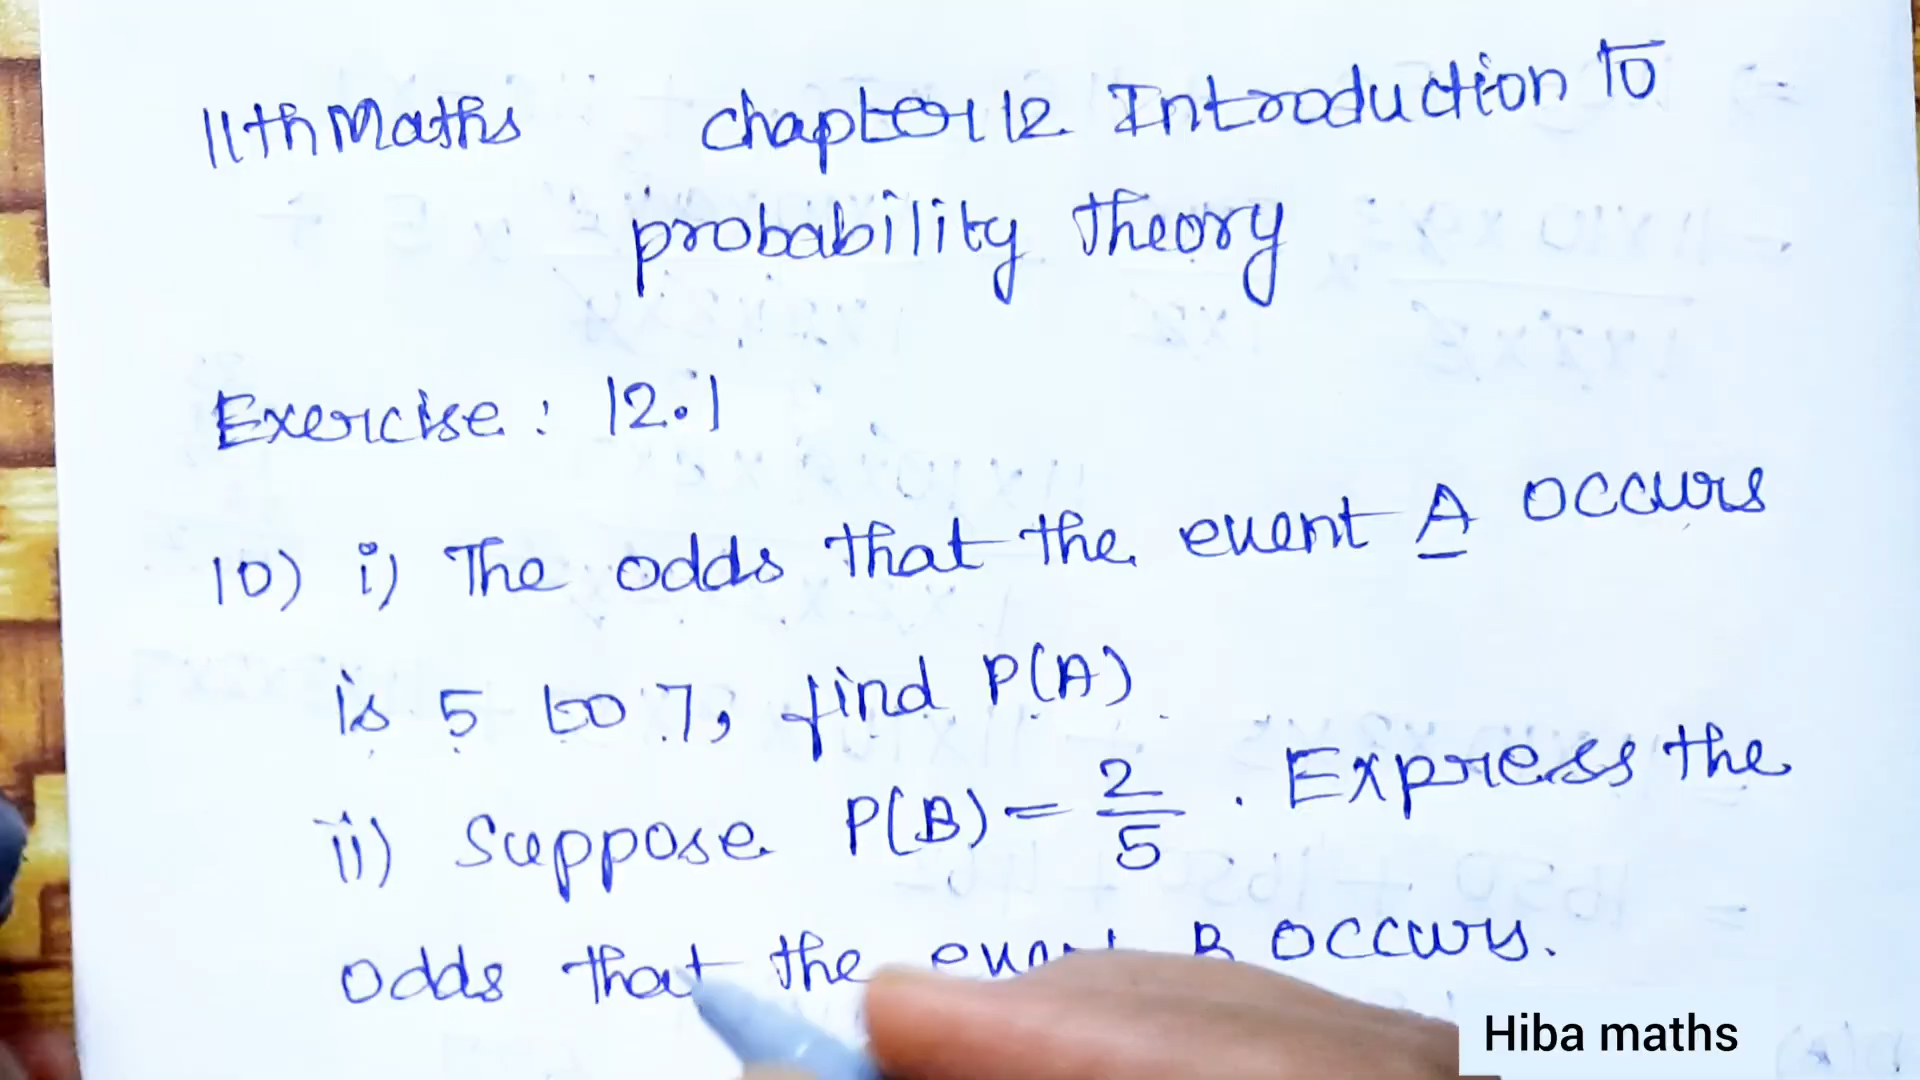 11th Maths chapter 12 Introduction To
probability theory
Exercise : 12.1
10) i) The odds that the event A occurs
is 5 to 7, find P(A)
ii) Suppose P(B) = 2/5 . Express the
odds that the event B occurs.
Hiba maths